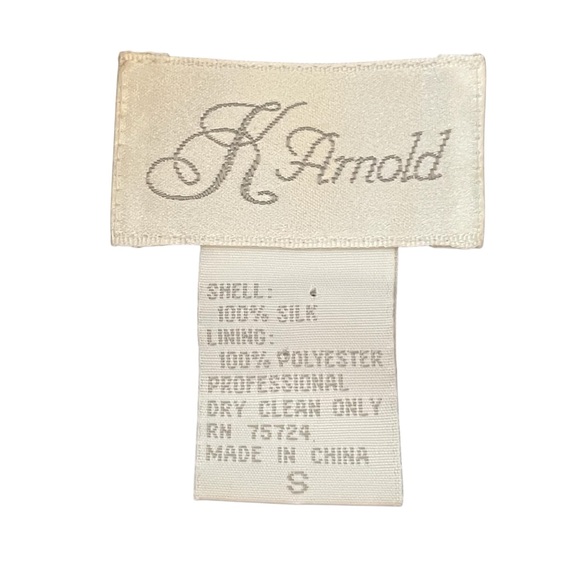 K Arnold
SHELL:
100% SILK
LINING:
100% POLYESTER
PROFESSIONAL
DRY CLEAN ONLY
RN 75724
MADE IN CHINA
S